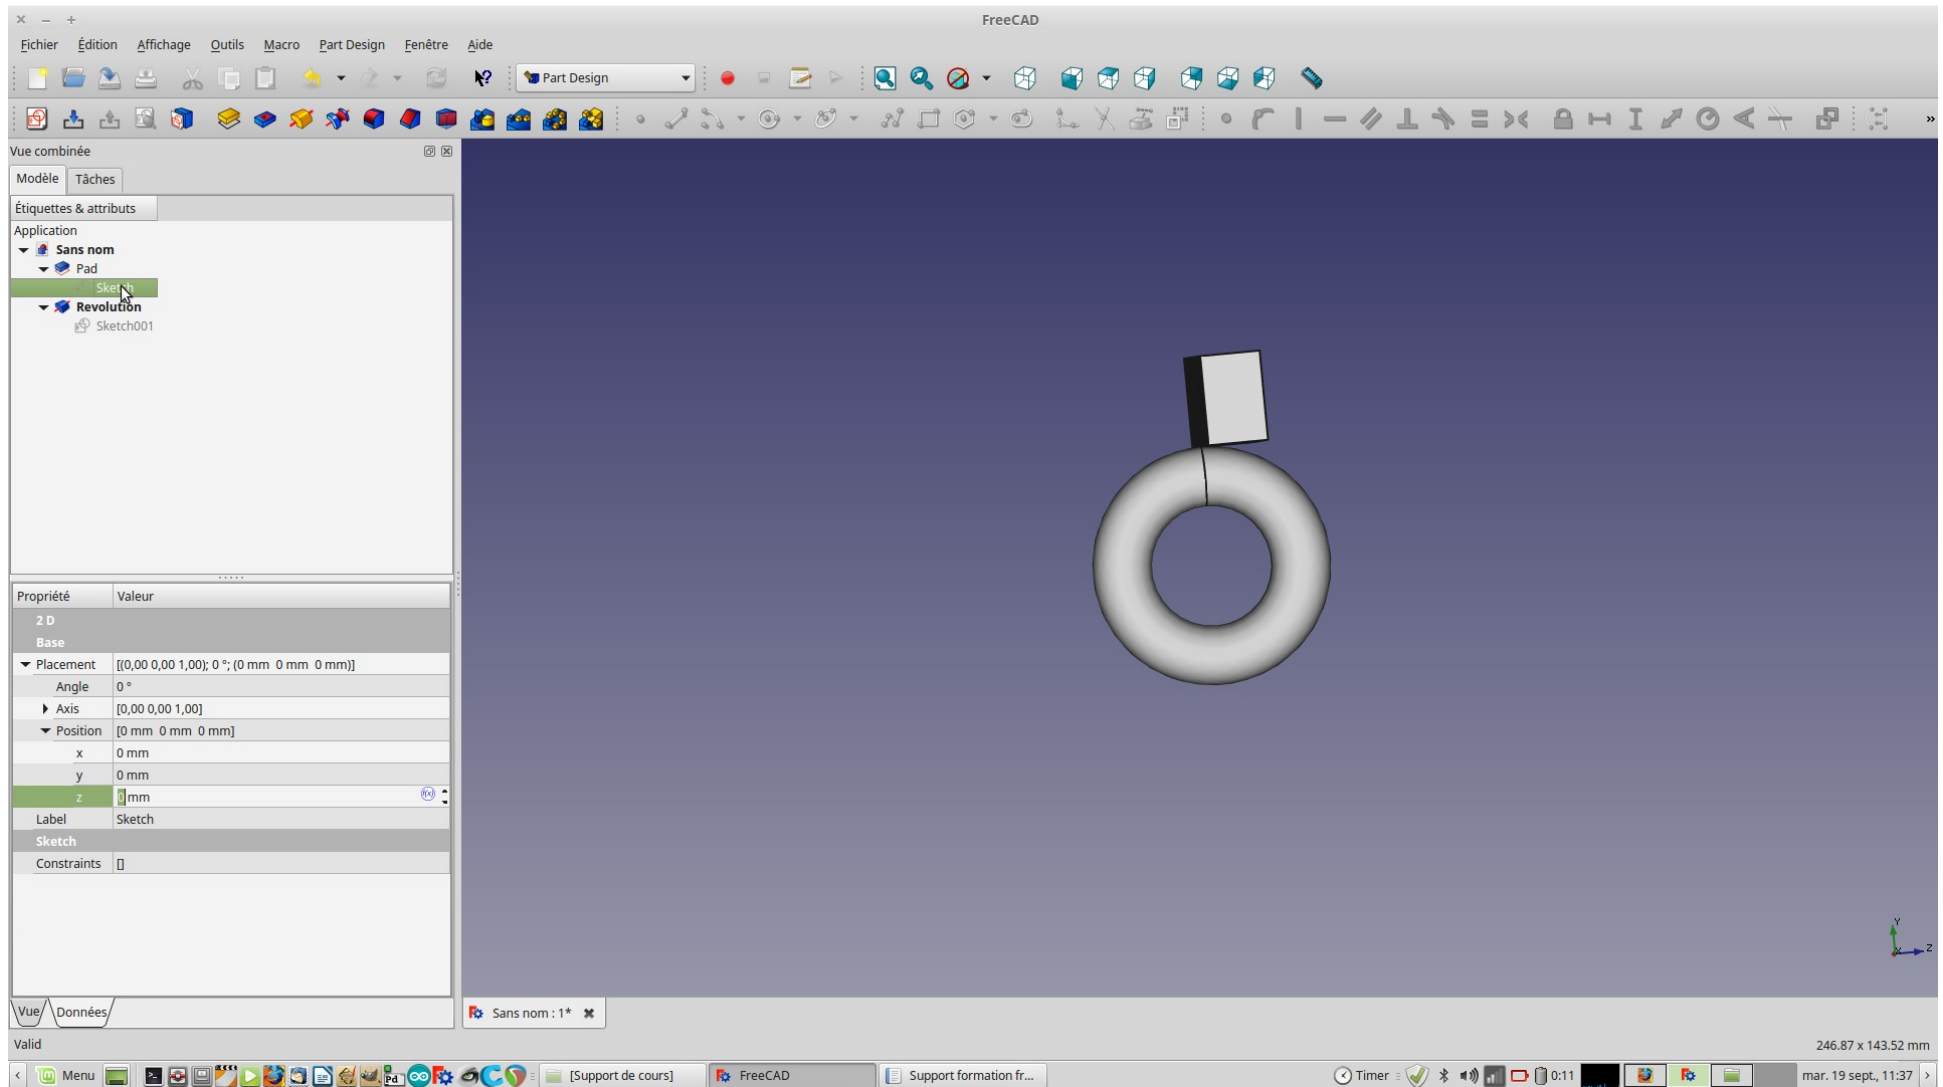 FreeCAD
Fichier Édition Affichage Outils Macro Part Design Fenêtre Aide
Part Design
»
Vue combinée
Modèle Tâches
Étiquettes & attributs
Application
Sans nom
Pad
Sketch
Revolution
Sketch001
Propriété Valeur
2 D
Base
Placement [(0,00 0,00 1,00); 0 °; (0 mm 0 mm 0 mm)]
Angle 0 °
Axis [0,00 0,00 1,00]
Position [0 mm 0 mm 0 mm]
x 0 mm
y 0 mm
z 0 mm
Label Sketch
Sketch
Constraints []
Y
X Z
Vue Données
Sans nom : 1*
Valid 246.87 x 143.52 mm
Menu Pd [Support de cours] FreeCAD Support formation fr... Timer 0:11 mar. 19 sept., 11:37